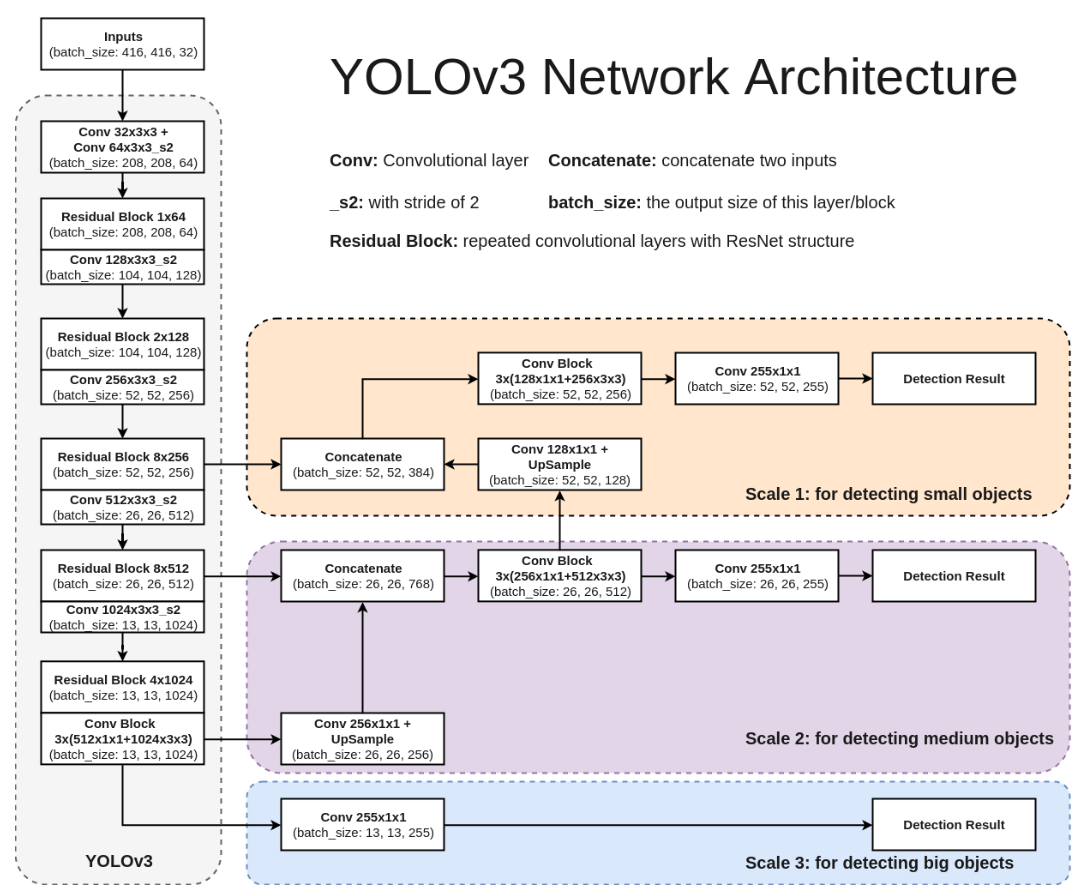 Inputs
(batch_size: 416, 416, 32)
YOLOv3 Network Architecture
Conv: Convolutional layer
Concatenate: concatenate two inputs
_s2: with stride of 2
batch_size: the output size of this layer/block
Residual Block: repeated convolutional layers with ResNet structure
Conv 32x3x3 +
Conv 64x3x3_s2
(batch_size: 208, 208, 64)
Residual Block 1x64
(batch_size: 208, 208, 64)
Conv 128x3x3_s2
(batch_size: 104, 104, 128)
Residual Block 2x128
(batch_size: 104, 104, 128)
Conv 256x3x3_s2
(batch_size: 52, 52, 256)
Residual Block 8x256
(batch_size: 52, 52, 256)
Conv 512x3x3_s2
(batch_size: 26, 26, 512)
Residual Block 8x512
(batch_size: 26, 26, 512)
Conv 1024x3x3_s2
(batch_size: 13, 13, 1024)
Residual Block 4x1024
(batch_size: 13, 13, 1024)
Conv Block
3x(512x1x1+1024x3x3)
(batch_size: 13, 13, 1024)
YOLOv3
Conv Block
3x(128x1x1+256x3x3)
(batch_size: 52, 52, 256)
Conv 255x1x1
(batch_size: 52, 52, 255)
Detection Result
Concatenate
(batch_size: 52, 52, 384)
Conv 128x1x1 +
UpSample
(batch_size: 52, 52, 128)
Scale 1: for detecting small objects
Concatenate
(batch_size: 26, 26, 768)
Conv Block
3x(256x1x1+512x3x3)
(batch_size: 26, 26, 512)
Conv 255x1x1
(batch_size: 26, 26, 255)
Detection Result
Conv 256x1x1 +
UpSample
(batch_size: 26, 26, 256)
Scale 2: for detecting medium objects
Conv 255x1x1
(batch_size: 13, 13, 255)
Detection Result
Scale 3: for detecting big objects